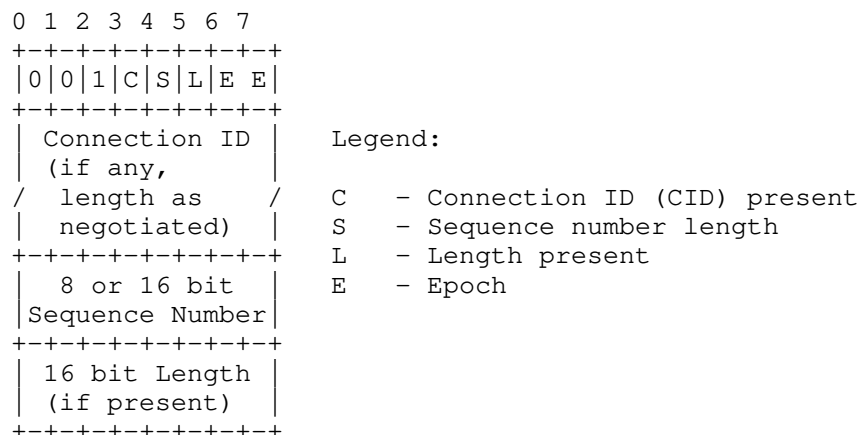 0 1 2 3 4 5 6 7
+-+-+-+-+-+-+-+-+
|0|0|1|C|S|L|E E|
+-+-+-+-+-+-+-+-+
| Connection ID |   Legend:
| (if any,      |
/  length as    /   C   - Connection ID (CID) present
|  negotiated)  |   S   - Sequence number length
+-+-+-+-+-+-+-+-+   L   - Length present
|  8 or 16 bit  |   E   - Epoch
|Sequence Number|
+-+-+-+-+-+-+-+-+
| 16 bit Length |
| (if present)  |
+-+-+-+-+-+-+-+-+